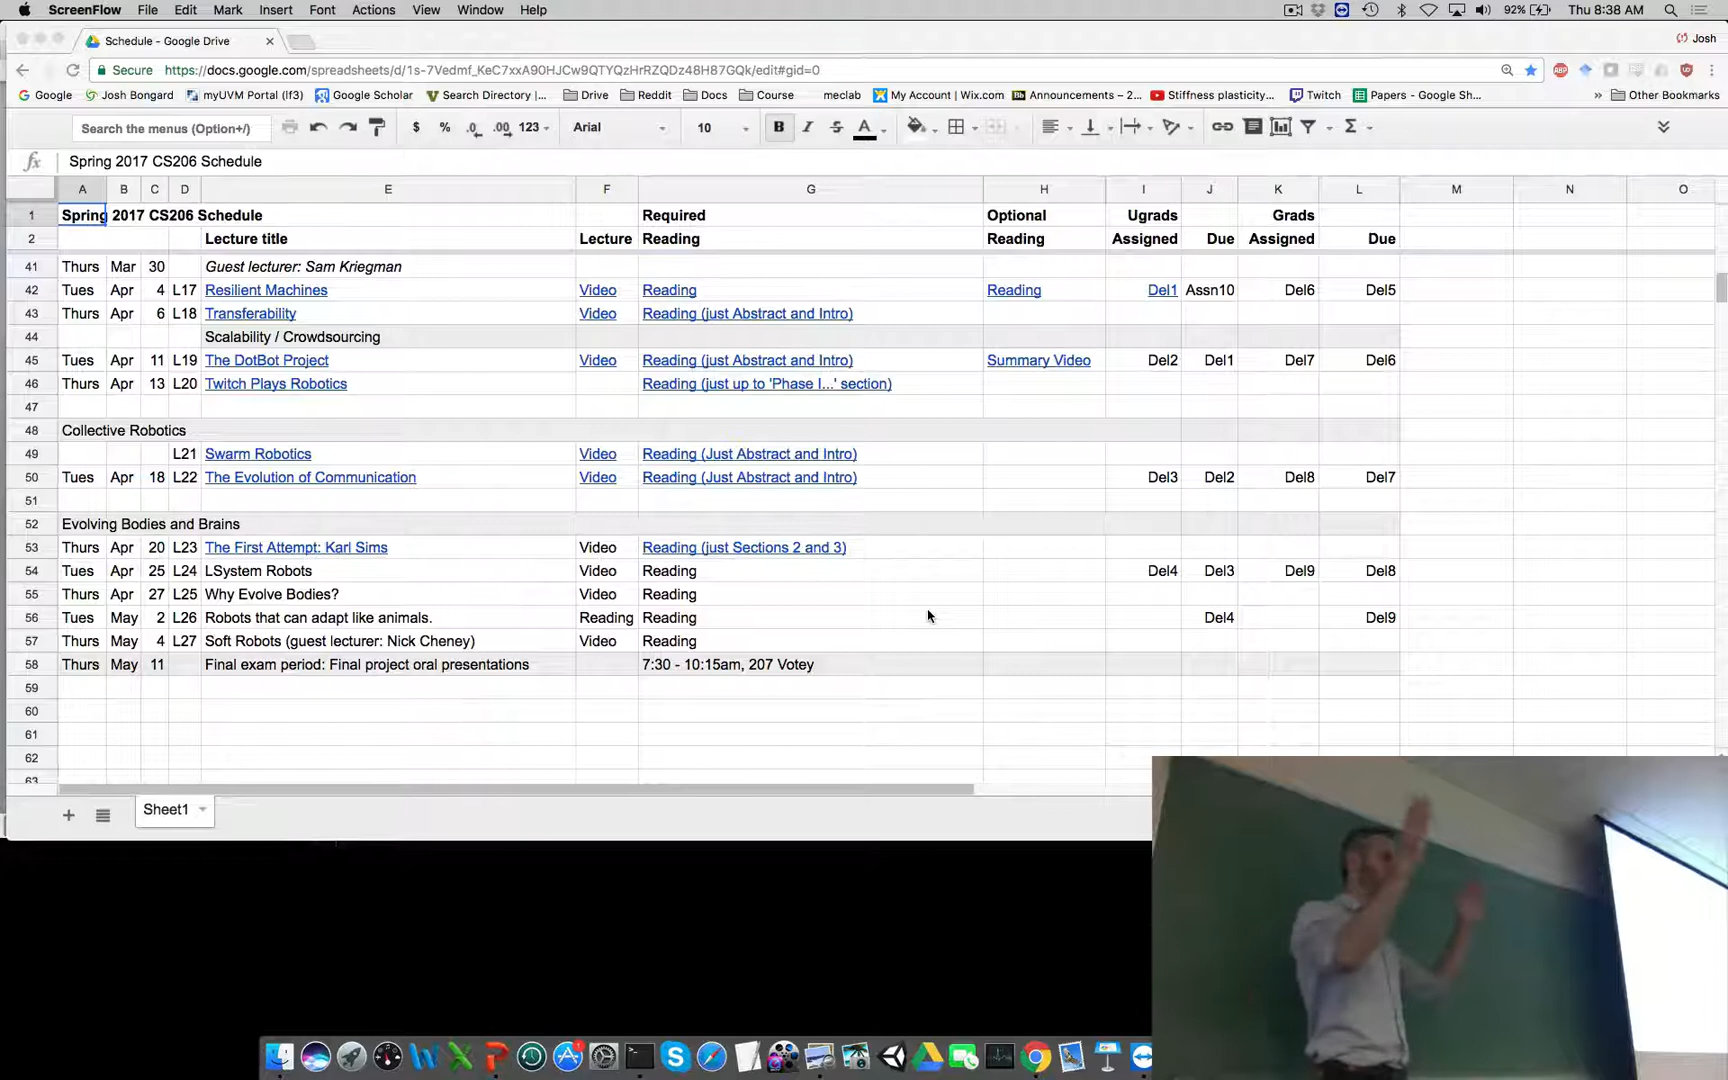 ScreenFlow File Edit Mark Insert Font Actions View Window Help 92% Thu 8:38 AM
Schedule - Google Drive Josh
Secure https://docs.google.com/spreadsheets/d/1s-7Vedmf_KeC7xxA90HJCw9QTYQzHrRZQDz48H87GQk/edit#gid=0
Google Josh Bongard myUVM Portal (lf3) Google Scholar Search Directory |... Drive Reddit Docs Course meclab My Account | Wix.com Announcements – 2... Stiffness plasticity... Twitch Papers - Google Sh... » Other Bookmarks
Search the menus (Option+/) $ % .0 .00 123 Arial 10 B I S A Σ
fx Spring 2017 CS206 Schedule
A B C D E F G H I J K L M N O
1 Spring 2017 CS206 Schedule Required Optional Ugrads Grads
2 Lecture title Lecture Reading Reading Assigned Due Assigned Due
41 Thurs Mar 30 Guest lecturer: Sam Kriegman
42 Tues Apr 4 L17 Resilient Machines Video Reading Reading Del1 Assn10 Del6 Del5
43 Thurs Apr 6 L18 Transferability Video Reading (just Abstract and Intro)
44 Scalability / Crowdsourcing
45 Tues Apr 11 L19 The DotBot Project Video Reading (just Abstract and Intro) Summary Video Del2 Del1 Del7 Del6
46 Thurs Apr 13 L20 Twitch Plays Robotics Reading (just up to 'Phase I...' section)
47
48 Collective Robotics
49 L21 Swarm Robotics Video Reading (Just Abstract and Intro)
50 Tues Apr 18 L22 The Evolution of Communication Video Reading (Just Abstract and Intro) Del3 Del2 Del8 Del7
51
52 Evolving Bodies and Brains
53 Thurs Apr 20 L23 The First Attempt: Karl Sims Video Reading (just Sections 2 and 3)
54 Tues Apr 25 L24 LSystem Robots Video Reading Del4 Del3 Del9 Del8
55 Thurs Apr 27 L25 Why Evolve Bodies? Video Reading
56 Tues May 2 L26 Robots that can adapt like animals. Reading Reading Del4 Del9
57 Thurs May 4 L27 Soft Robots (guest lecturer: Nick Cheney) Video Reading
58 Thurs May 11 Final exam period: Final project oral presentations 7:30 - 10:15am, 207 Votey
59
60
61
62
63
Sheet1